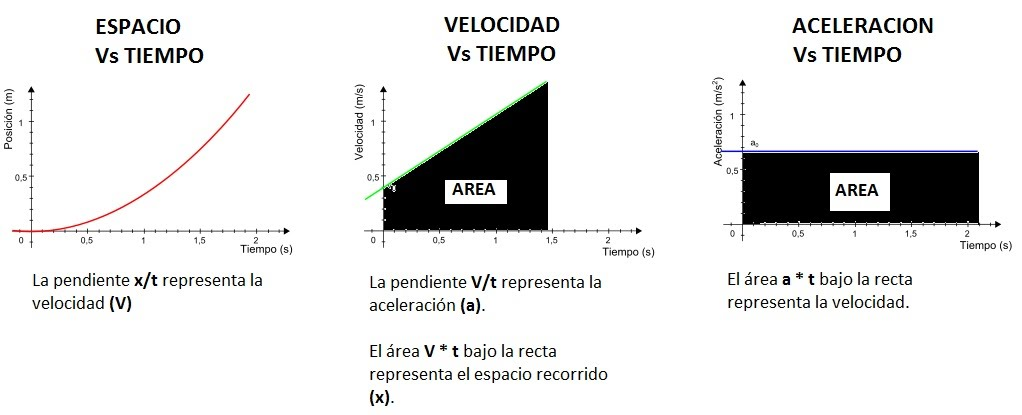 ESPACIO
Vs TIEMPO
Posición (m)
1
0,5
0
0,5
1
1,5
2
Tiempo (s)
La pendiente x/t representa la
velocidad (V)
VELOCIDAD
Vs TIEMPO
Velocidad (m/s)
1
0,5
AREA
0
0,5
1
1,5
2
Tiempo (s)
La pendiente V/t representa la
aceleración (a).
El área V * t bajo la recta
representa el espacio recorrido
(x).
ACELERACION
Vs TIEMPO
Aceleración (m/s²)
1
a₀
0,5
AREA
0
0,5
1
1,5
2
Tiempo (s)
El área a * t bajo la recta
representa la velocidad.